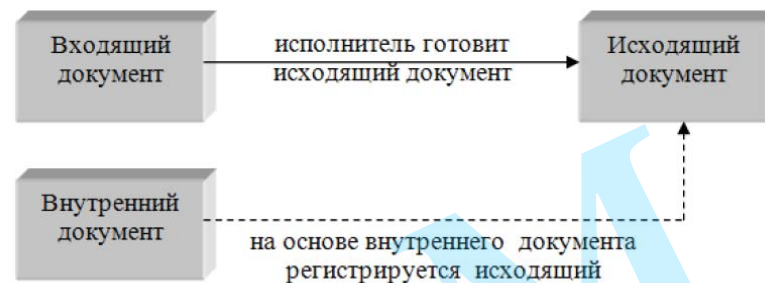 Входящий
документ
исполнитель готовит
исходящий документ
Исходящий
документ
Внутренний
документ
на основе внутреннего документа
регистрируется исходящий